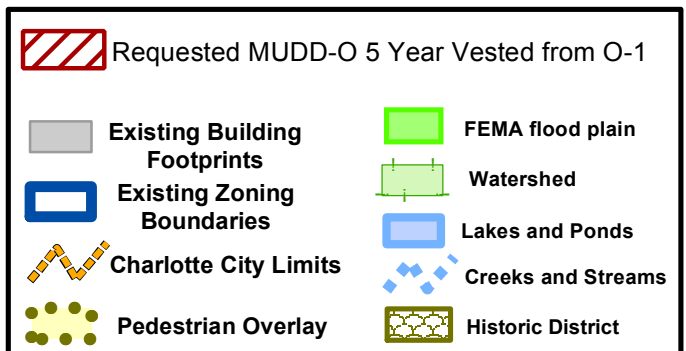 Requested MUDD-O 5 Year Vested from O-1
Existing Building
Footprints
Existing Zoning
Boundaries
Charlotte City Limits
Pedestrian Overlay
FEMA flood plain
Watershed
Lakes and Ponds
Creeks and Streams
Historic District